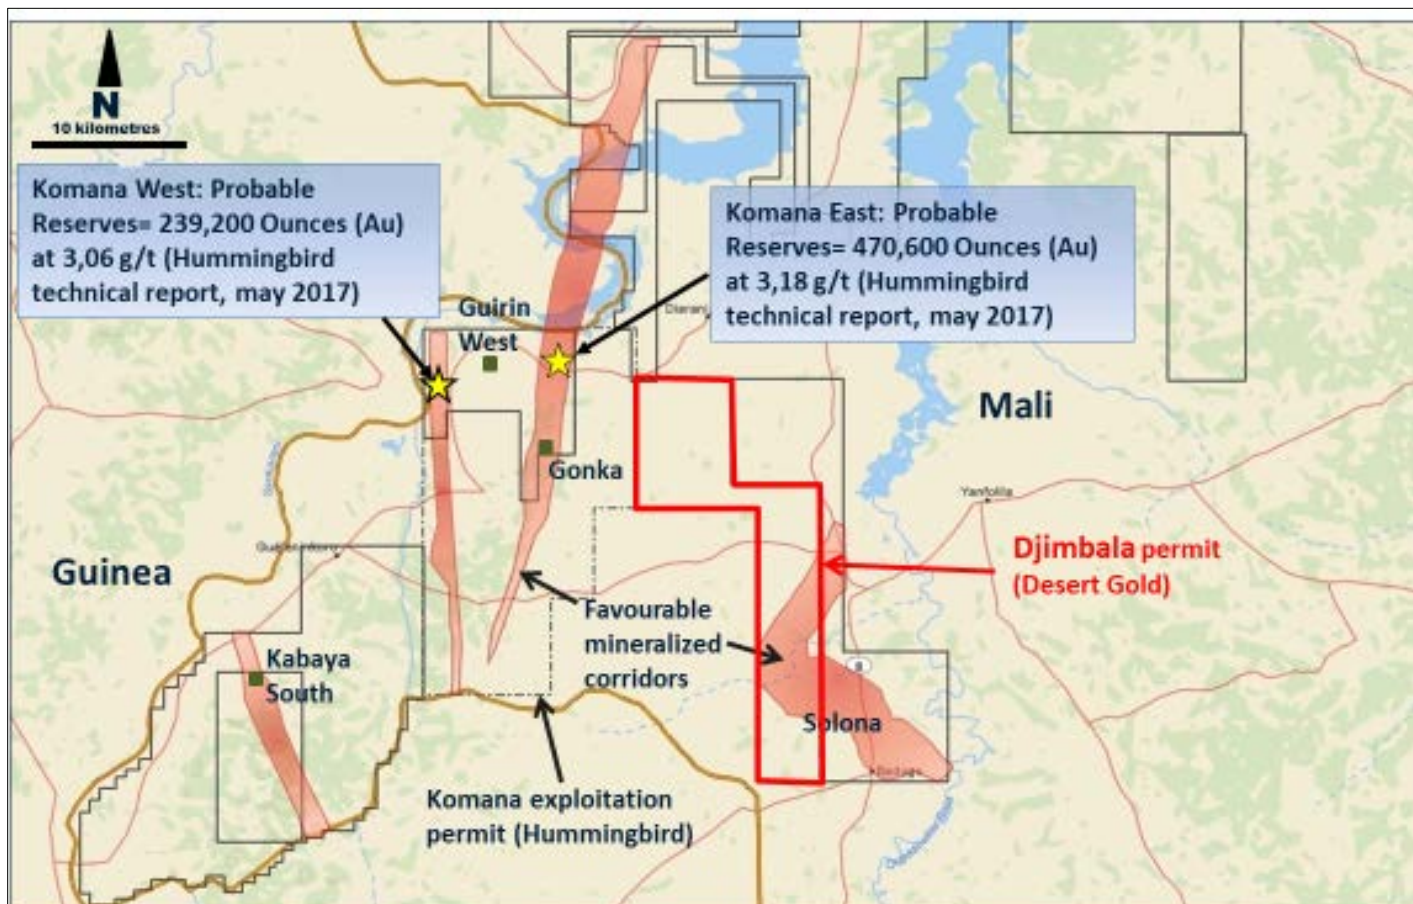 N
10 kilometres
Komana West: Probable
Reserves= 239,200 Ounces (Au)
at 3,06 g/t (Hummingbird
technical report, may 2017)
Komana East: Probable
Reserves= 470,600 Ounces (Au)
at 3,18 g/t (Hummingbird
technical report, may 2017)
Guirin
West
Mali
Gonka
Yanfolila
Guinea
Djimbala permit
(Desert Gold)
Favourable
mineralized
corridors
Kabaya
South
8
Solona
Komana exploitation
permit (Hummingbird)